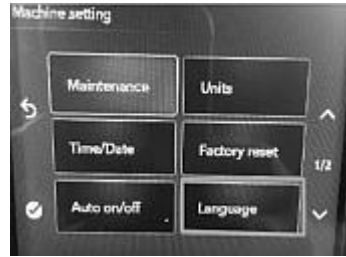 Machine setting
Maintenance
Units
Time/Date
Factory reset
1/2
Auto on/off
Language